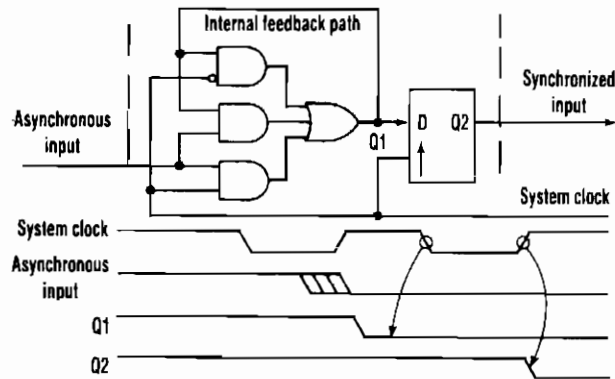 Internal feedback path
Asynchronous
input
Q1
D
Q2
Synchronized
input
System clock
System clock
Asynchronous
input
Q1
Q2